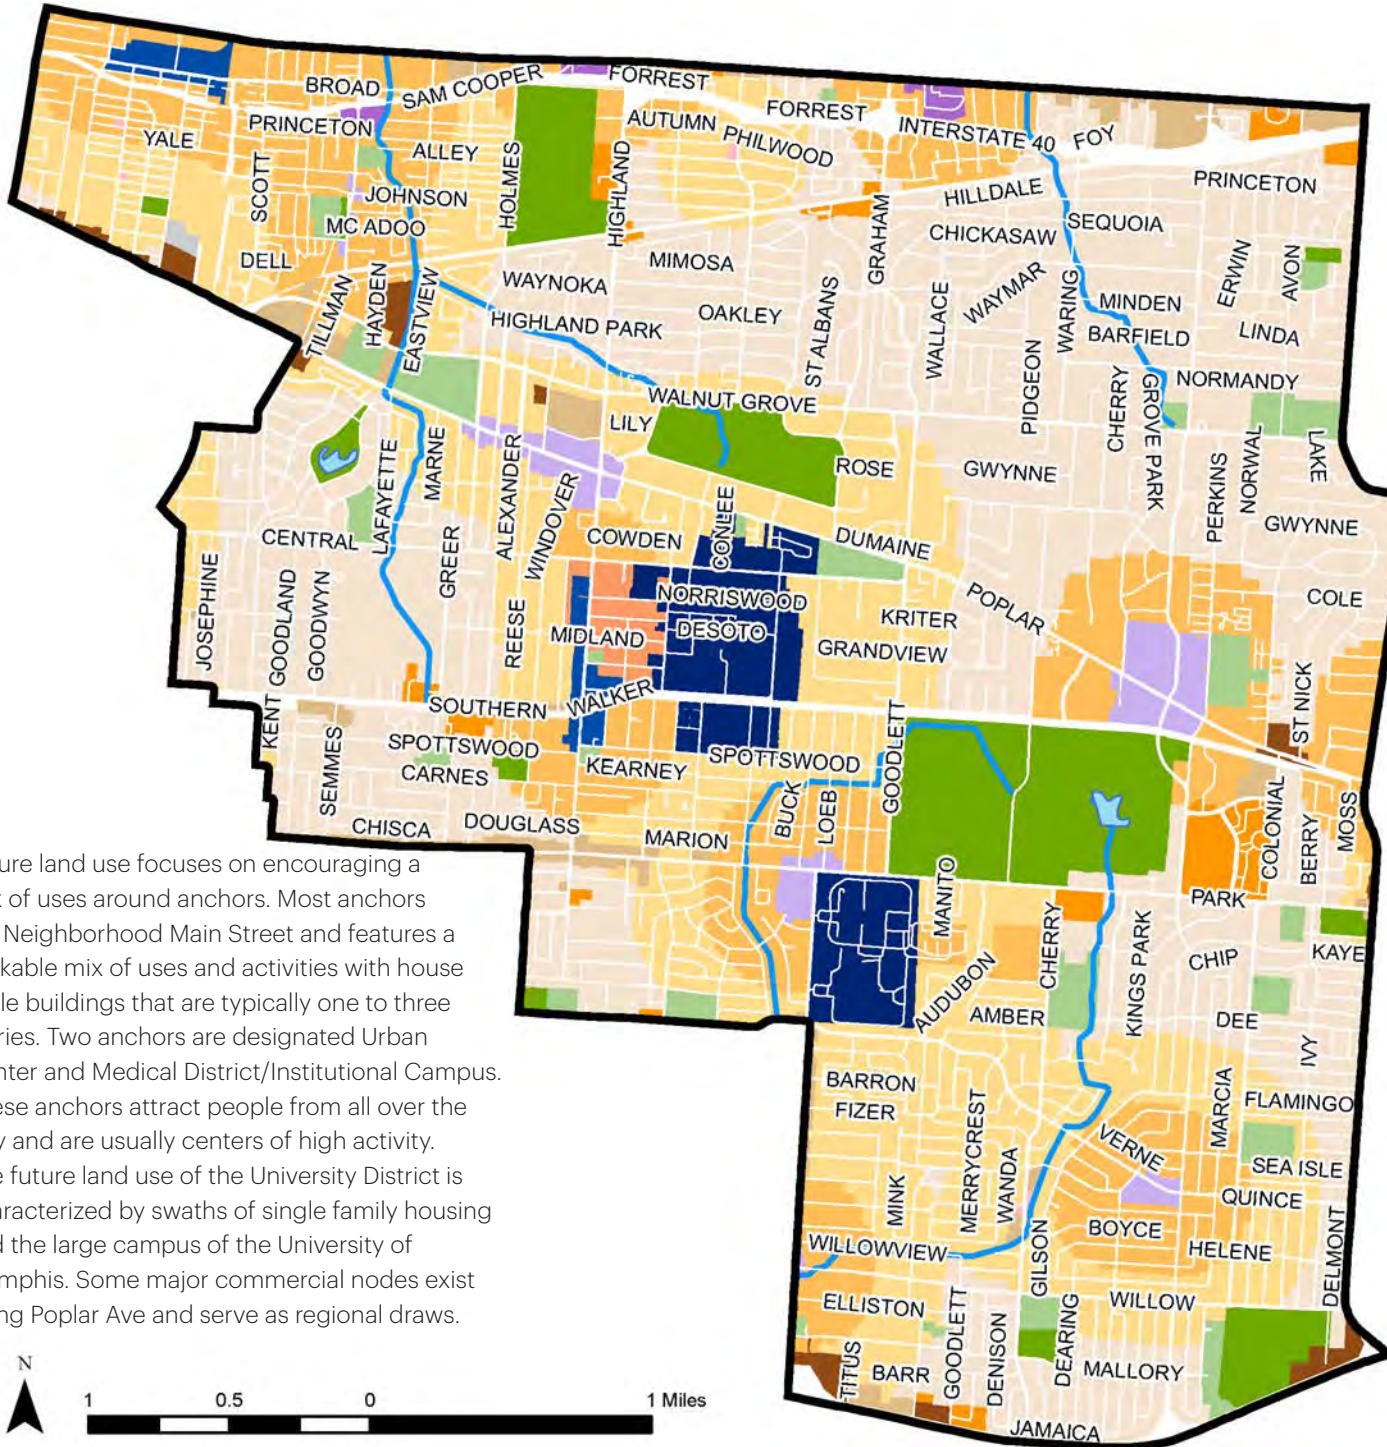 BROAD
SAM COOPER
FORREST
FORREST
YALE
PRINCETON
AUTUMN
PHILWOOD
INTERSTATE 40
FOY
ALLEY
SCOTT
HOLMES
HIGHLAND
JOHNSON
HILLDALE
PRINCETON
MC ADOO
GRAHAM
CHICKASAW
SEQUOIA
DELL
MIMOSA
ERWIN
AVON
TILLMAN
HAYDEN
EASTVIEW
WAYNOKA
WALLACE
WAYMAR
WARING
MINDEN
HIGHLAND PARK
OAKLEY
ST ALBANS
BARFIELD
LINDA
PIDGEON
CHERRY
GROVE PARK
NORMANDY
WALNUT GROVE
LILY
LAFAYETTE
MARNE
ALEXANDER
WINDOVER
ROSE
GWYNNE
PERKINS
NORWAL
LAKE
CONLEE
GWYNNE
CENTRAL
COWDEN
DUMAINE
JOSEPHINE
GOODLAND
GOODWYN
GREER
REESE
NORRISWOOD
POPLAR
COLE
MIDLAND
DESOTO
KRITER
GRANDVIEW
KENT
SOUTHERN
WALKER
ST NICK
SEMMES
SPOTTSWOOD
CARNES
KEARNEY
SPOTTSWOOD
GOODLETT
BUCK
LOEB
COLONIAL
BERRY
MOSS
CHISCA
DOUGLASS
MARION
ure land use focuses on encouraging a
of uses around anchors. Most anchors
Neighborhood Main Street and features a
kable mix of uses and activities with house
le buildings that are typically one to three
ries. Two anchors are designated Urban
nter and Medical District/Institutional Campus.
ese anchors attract people from all over the
y and are usually centers of high activity.
e future land use of the University District is
aracterized by swaths of single family housing
d the large campus of the University of
mphis. Some major commercial nodes exist
ng Poplar Ave and serve as regional draws.
MANITO
CHERRY
KINGS PARK
PARK
CHIP
KAYE
AUDUBON
AMBER
DEE
IVY
BARRON
FIZER
MERRYCREST
WANDA
VERNE
MARCIA
FLAMINGO
SEA ISLE
MINK
QUINCE
BOYCE
WILLOWVIEW
GILSON
HELENE
DELMONT
ELLISTON
GOODLETT
DENISON
DEARING
WILLOW
TITUS
BARR
MALLORY
JAMAICA
N
1 0.5 0 1 Miles